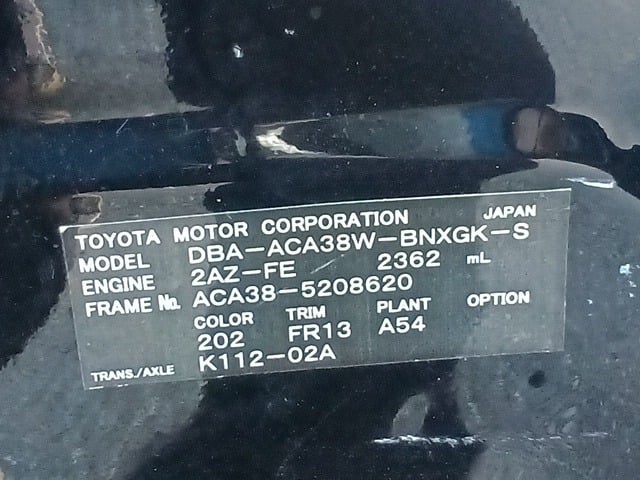 TOYOTA MOTOR CORPORATION JAPAN
MODEL DBA-ACA38W-BNXGK-S
ENGINE 2AZ-FE 2362 mL
FRAME No. ACA38-5208620
COLOR TRIM PLANT OPTION
202 FR13 A54
TRANS./AXLE K112-02A